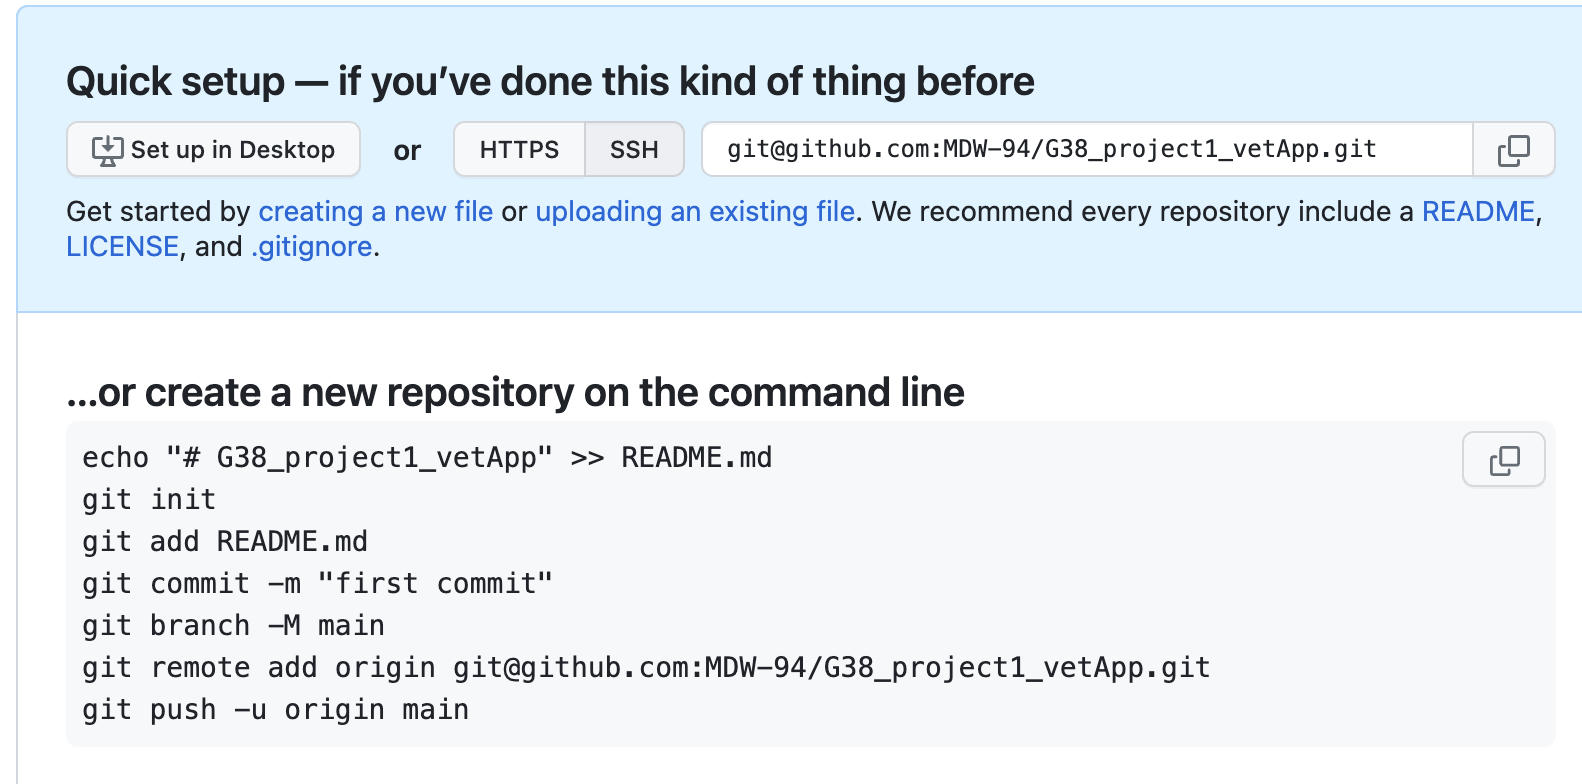 Quick setup — if you’ve done this kind of thing before
Set up in Desktop or HTTPS SSH git@github.com:MDW-94/G38_project1_vetApp.git
Get started by creating a new file or uploading an existing file. We recommend every repository include a README,
LICENSE, and .gitignore.
…or create a new repository on the command line
echo "# G38_project1_vetApp" >> README.md
git init
git add README.md
git commit -m "first commit"
git branch -M main
git remote add origin git@github.com:MDW-94/G38_project1_vetApp.git
git push -u origin main